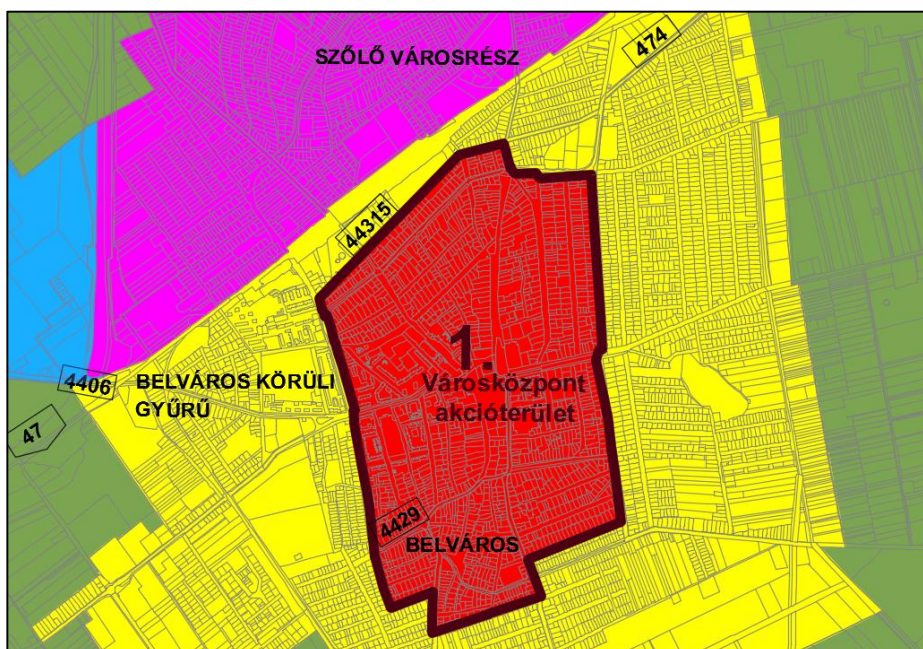 474
SZŐLŐ VÁROSRÉSZ
44315
1.
Városközpont
akcióterület
4406
BELVÁROS KÖRÜLI
GYŰRŰ
47
4429
BELVÁROS